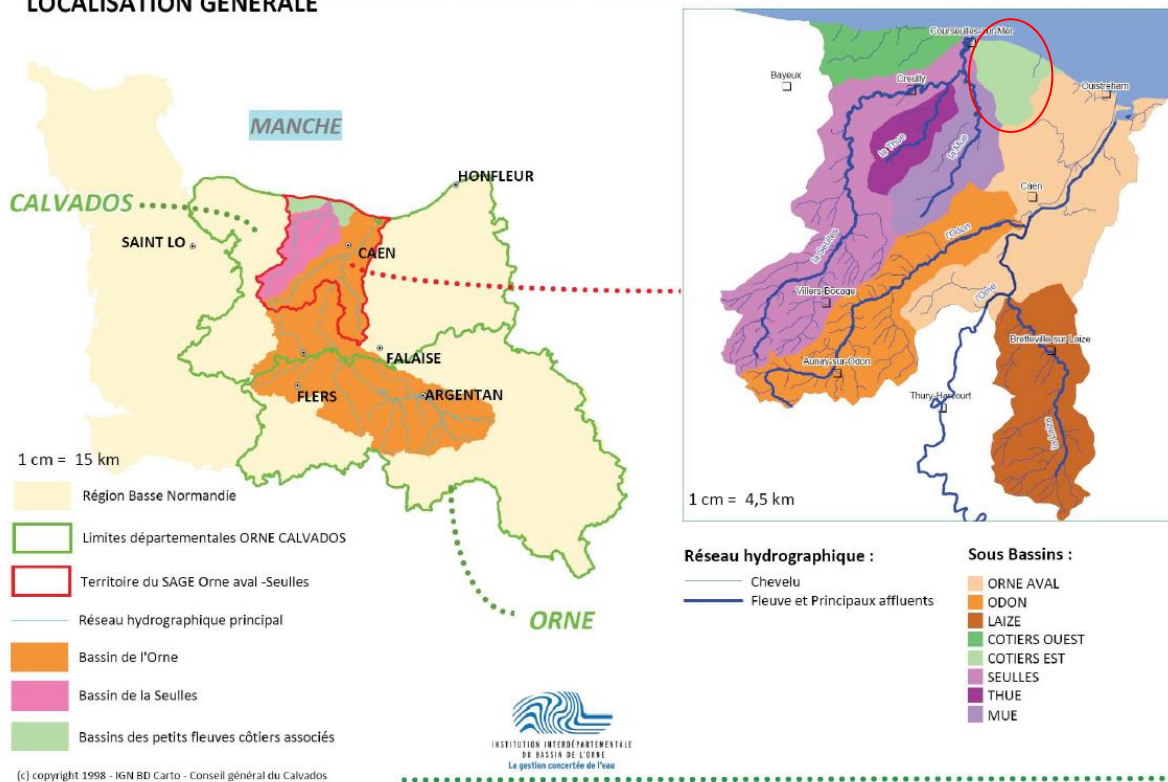 LOCALISATION GENERALE
MANCHE
CALVADOS
HONFLEUR
SAINT LO
CAEN
FALAISE
FLERS
ARGENTAN
ORNE
1 cm = 15 km
Région Basse Normandie
Limites départementales ORNE CALVADOS
Territoire du SAGE Orne aval -Seulles
Réseau hydrographique principal
Bassin de l'Orne
Bassin de la Seulles
Bassins des petits fleuves côtiers associés
(c) copyright 1998 - IGN BD Carto - Conseil général du Calvados
INSTITUTION INTERDÉPARTEMENTALE
DU BASSIN DE L'ORNE
La gestion concertée de l'eau
Courseulles-sur-Mer
Bayeux
Creully
Ouistreham
la Thue
la Mue
Caen
l'Odon
la Seulles
Villers-Bocage
l'Orne
Bretteville sur Laize
Aunay-sur-Odon
Thury-Harcourt
la Laize
1 cm = 4,5 km
Réseau hydrographique :
Chevelu
Fleuve et Principaux affluents
Sous Bassins :
ORNE AVAL
ODON
LAIZE
COTIERS OUEST
COTIERS EST
SEULLES
THUE
MUE